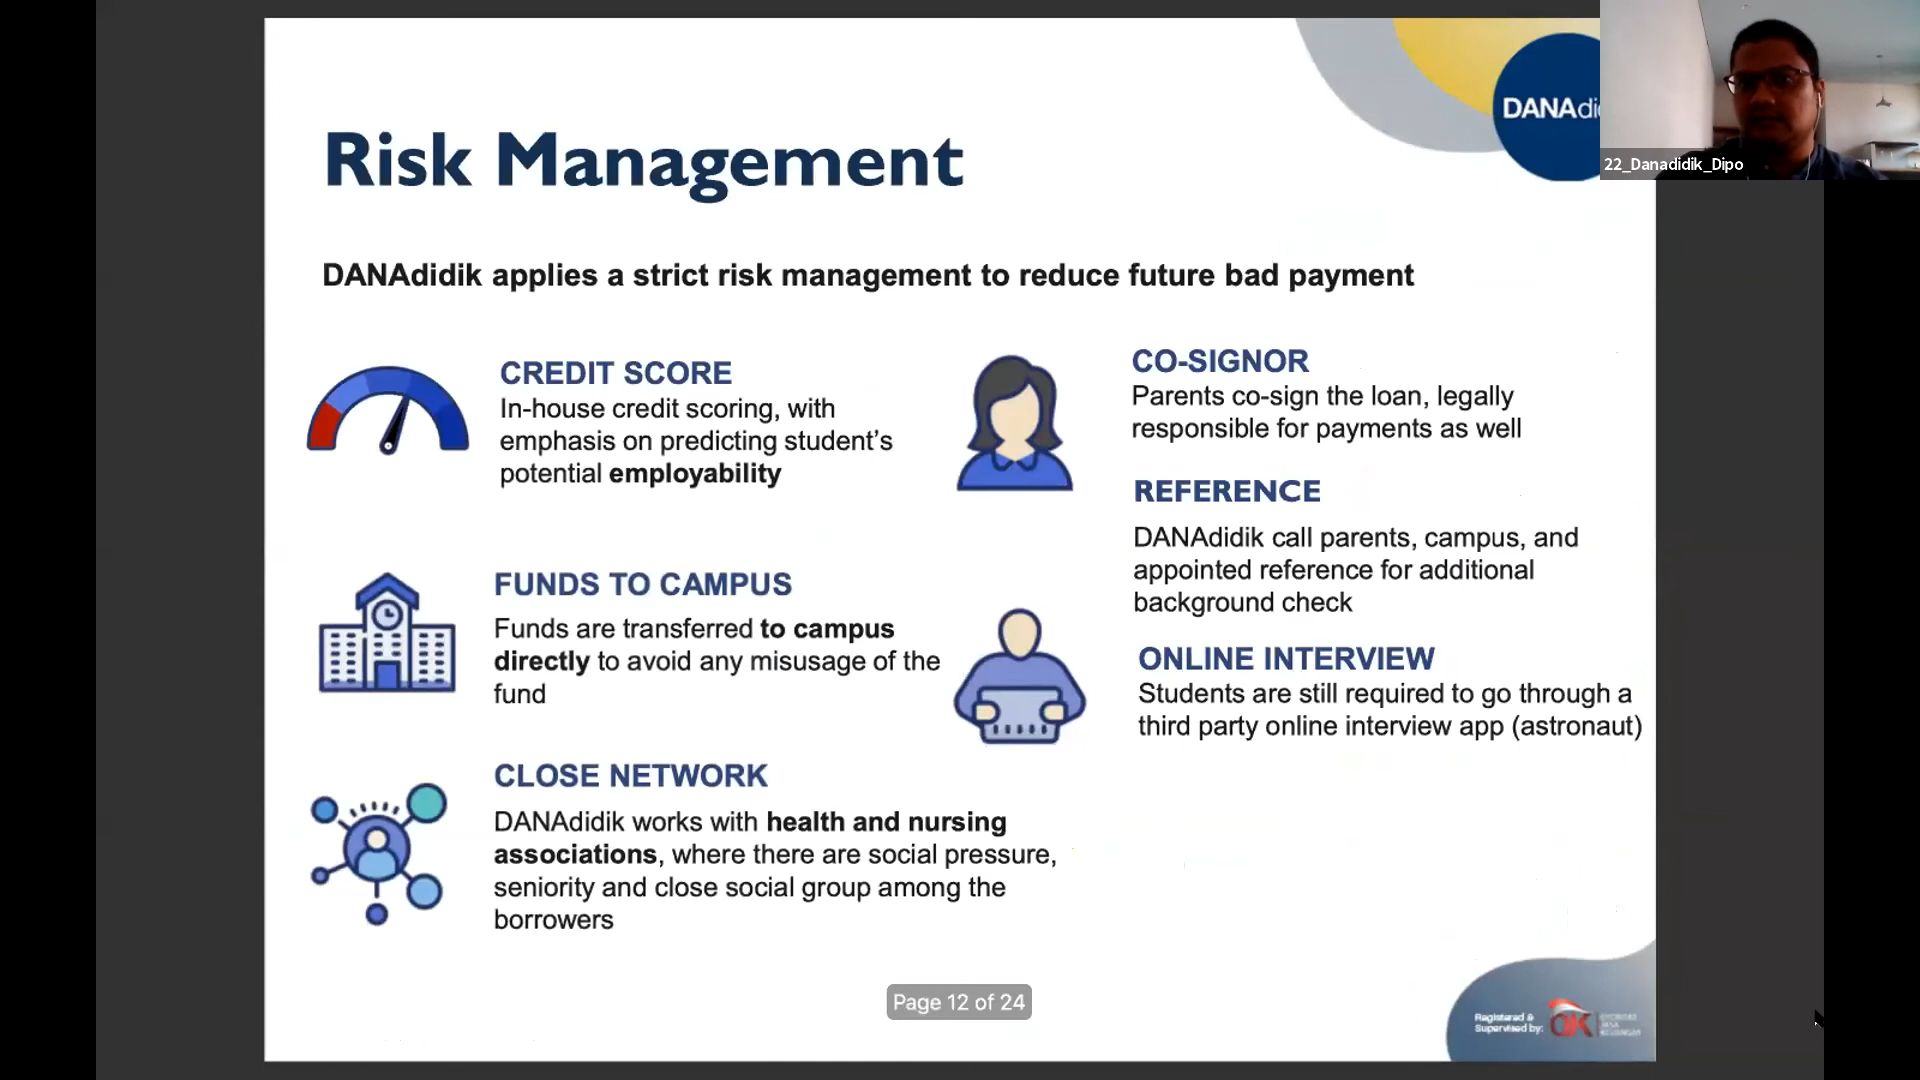 Risk Management
DANAdidik applies a strict risk management to reduce future bad payment
CREDIT SCORE
In-house credit scoring, with
emphasis on predicting student’s
potential employability
FUNDS TO CAMPUS
Funds are transferred to campus
directly to avoid any misusage of the
fund
CLOSE NETWORK
DANAdidik works with health and nursing
associations, where there are social pressure,
seniority and close social group among the
borrowers
CO-SIGNOR
Parents co-sign the loan, legally
responsible for payments as well
REFERENCE
DANAdidik call parents, campus, and
appointed reference for additional
background check
ONLINE INTERVIEW
Students are still required to go through a
third party online interview app (astronaut)
DANAdi
22_Danadidik_Dipo
Page 12 of 24
Registered &
Supervised by:
OJK
OTORITAS
JASA
KEUANGAN